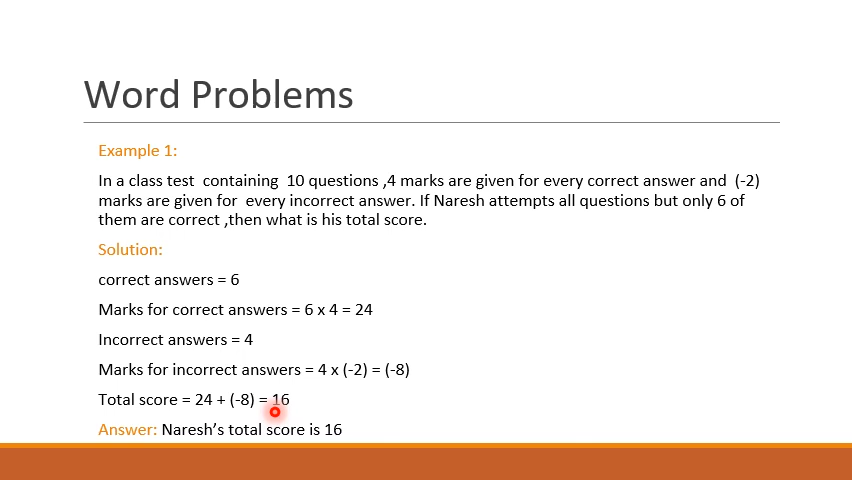 Word Problems
Example 1:
In a class test containing 10 questions ,4 marks are given for every correct answer and (-2)
marks are given for every incorrect answer. If Naresh attempts all questions but only 6 of
them are correct ,then what is his total score.
Solution:
correct answers = 6
Marks for correct answers = 6 x 4 = 24
Incorrect answers = 4
Marks for incorrect answers = 4 x (-2) = (-8)
Total score = 24 + (-8) = 16
Answer: Naresh’s total score is 16